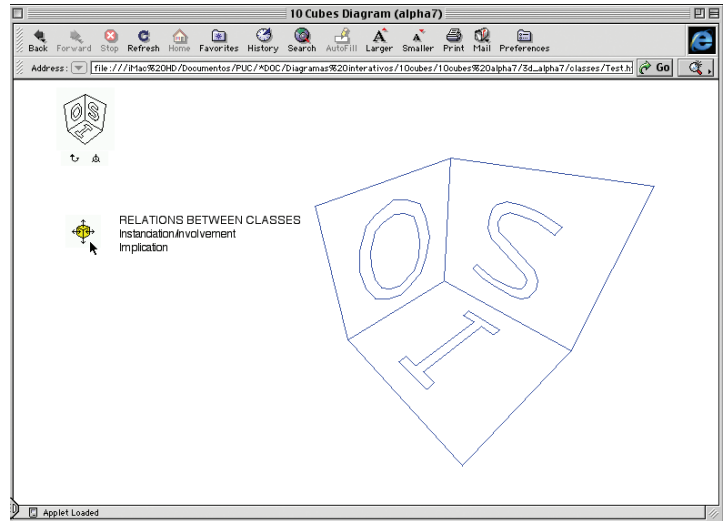 10 Cubes Diagram (alpha7)
Back Forward Stop Refresh Home Favorites History Search AutoFill Larger Smaller Print Mail Preferences
Address: file:///iMac%20HD/Documentos/PUC/*DOC/Diagramas%20interativos/10cubes/10cubes%20alpha7/3d_alpha7/classes/Test.h Go
O S
I
RELATIONS BETWEEN CLASSES
Instanciation/Involvement
Implication
O S
I
Applet Loaded